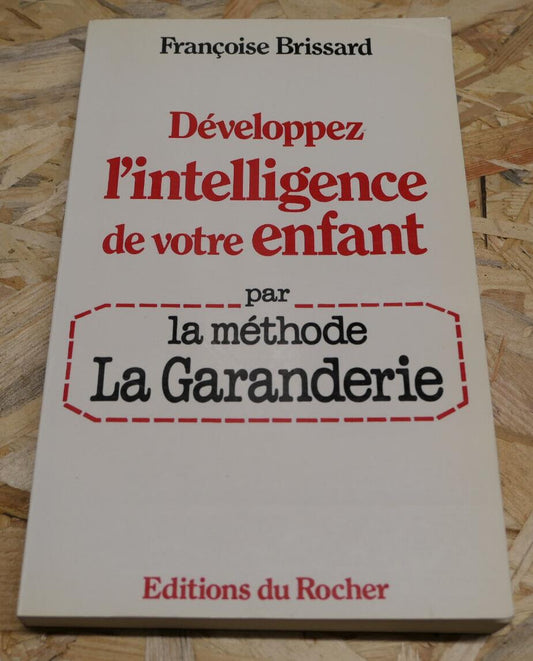 Françoise Brissard
Développez
l'intelligence
de votre enfant
par
la méthode
La Garanderie
Editions du Rocher